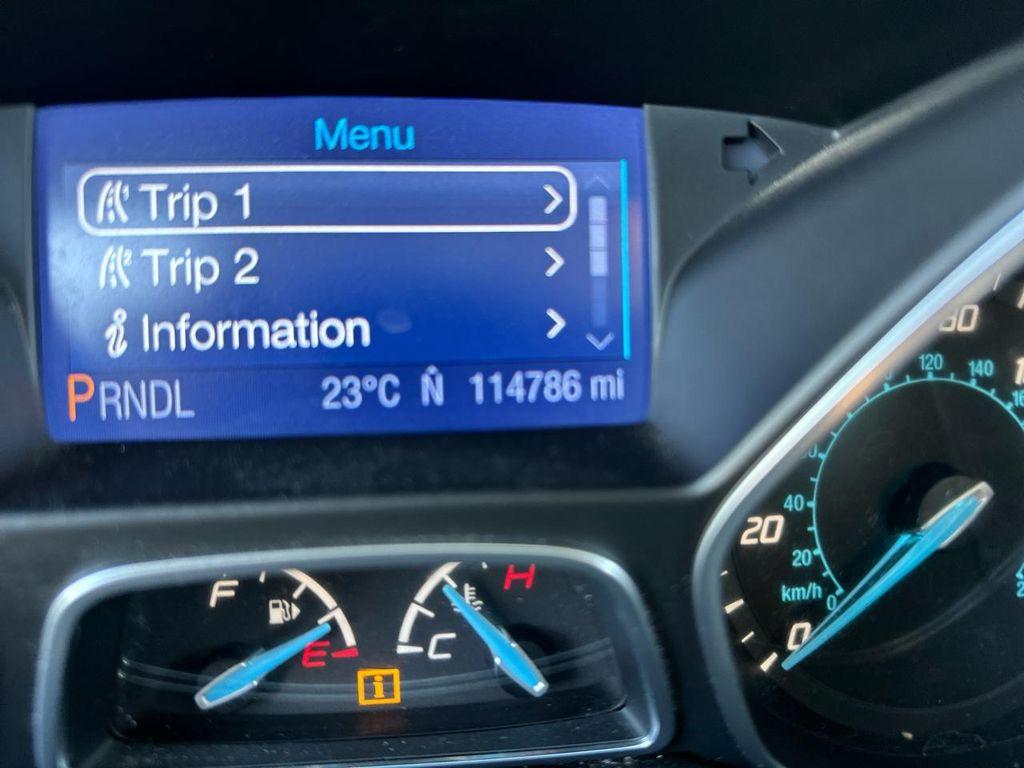 Menu
Trip 1
Trip 2
i Information
PRNDL 23°C N 114786 mi
F
E
C
H
i
120
140
40
20
20
km/h
0
0